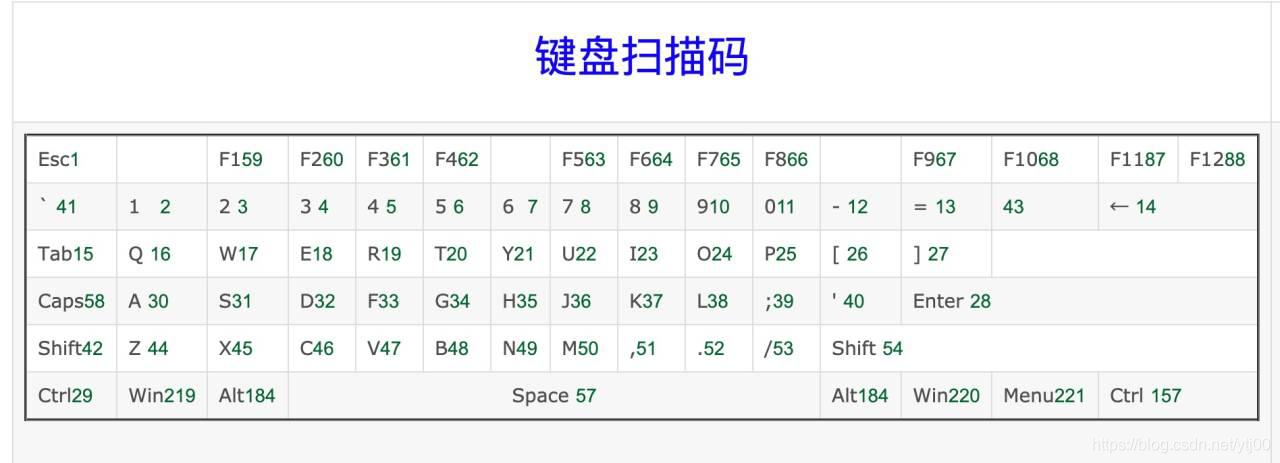 键盘扫描码
Esc1 F159 F260 F361 F462 F563 F664 F765 F866 F967 F1068 F1187 F1288
` 41 1 2 2 3 3 4 4 5 5 6 6 7 7 8 8 9 910 011 - 12 = 13 43 ← 14
Tab15 Q 16 W17 E18 R19 T20 Y21 U22 I23 O24 P25 [ 26 ] 27
Caps58 A 30 S31 D32 F33 G34 H35 J36 K37 L38 ;39 ' 40 Enter 28
Shift42 Z 44 X45 C46 V47 B48 N49 M50 ,51 .52 /53 Shift 54
Ctrl29 Win219 Alt184 Space 57 Alt184 Win220 Menu221 Ctrl 157
https://blog.csdn.net/ytj00